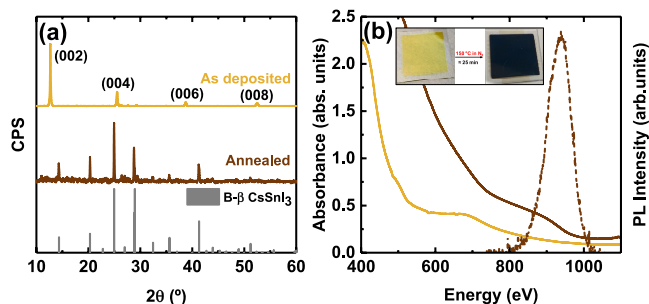 (a)
(002)
(004)
As deposited
(006)
(008)
CPS
Annealed
B-β CsSnI3
10 20 30 40 50 60
2θ (º)
(b)
2.5
2.0
1.5
1.0
0.5
0.0
Absorbance (abs. units)
150 °C in N2
≈ 25 min
PL Intensity (arb.units)
400 600 800 1000
Energy (eV)